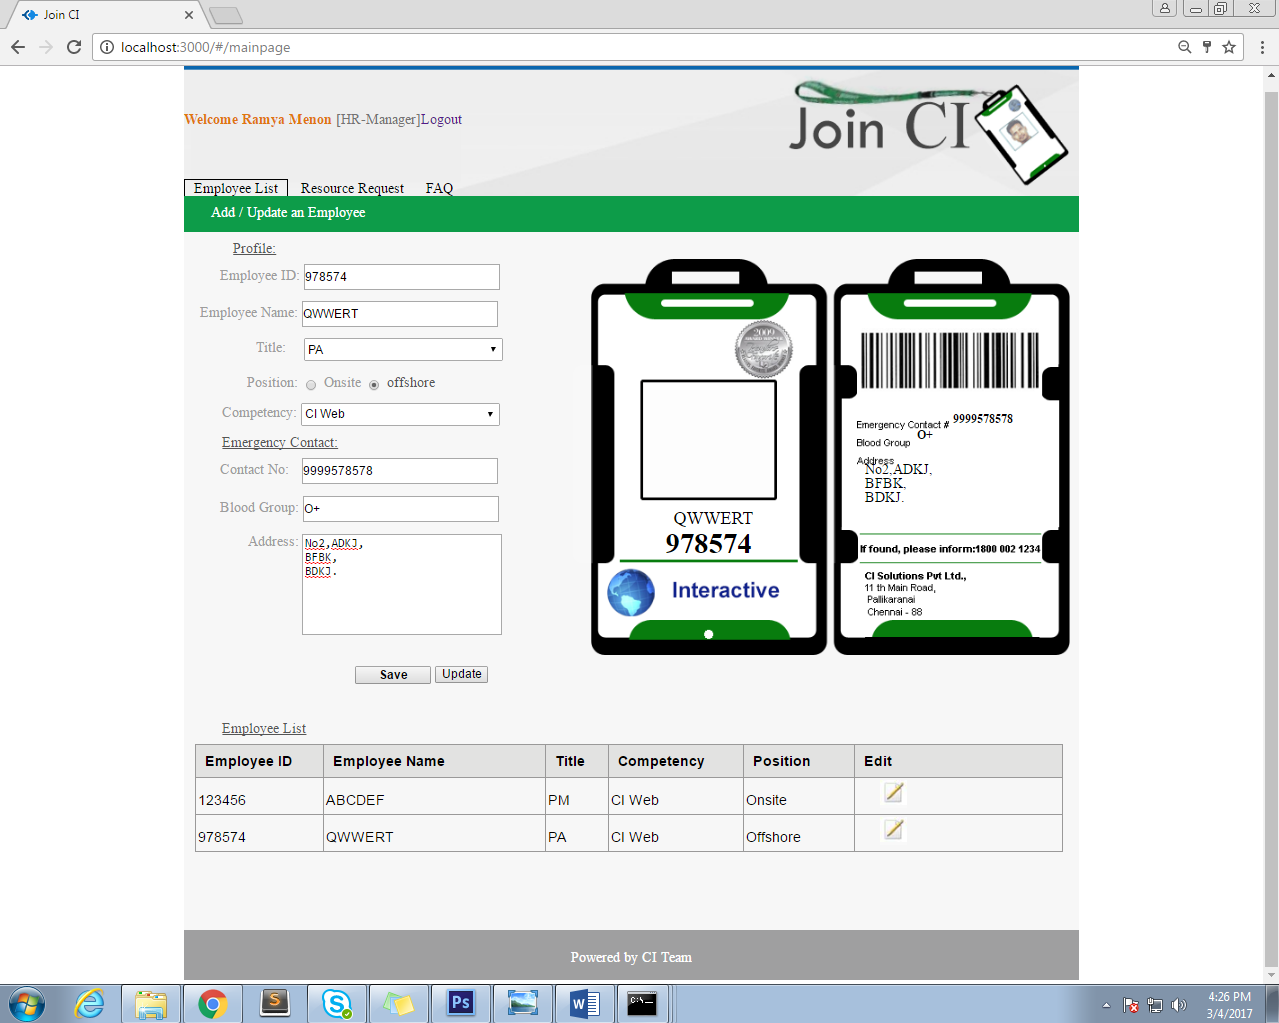 Join CI
localhost:3000/#/mainpage
Welcome Ramya Menon [HR-Manager]Logout
Join CI
Employee List
Resource Request
FAQ
Add / Update an Employee
Profile:
Employee ID: 978574
Employee Name: QWWERT
Title: PA
Position: Onsite offshore
Competency: CI Web
Emergency Contact:
Contact No: 9999578578
Blood Group: O+
Address: No2,ADKJ,
BFBK,
BDKJ.
Save
Update
2009
QWWERT
978574
Interactive
Emergency Contact # 9999578578
Blood Group O+
Address
No2,ADKJ,
BFBK,
BDKJ.
If found, please inform:1800 002 1234
CI Solutions Pvt Ltd.,
11 th Main Road,
Pallikaranai
Chennai - 88
Employee List
Employee ID Employee Name Title Competency Position Edit
123456 ABCDEF PM CI Web Onsite
978574 QWWERT PA CI Web Offshore
Powered by CI Team
S
Ps
W
C:\
4:26 PM
3/4/2017